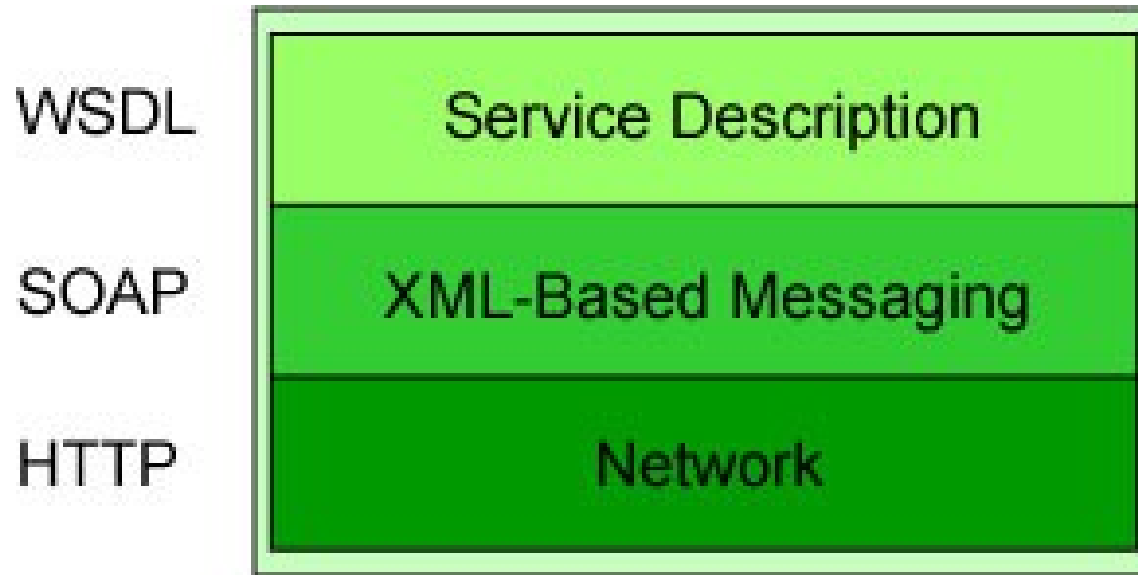 WSDL Service Description
SOAP XML-Based Messaging
HTTP Network